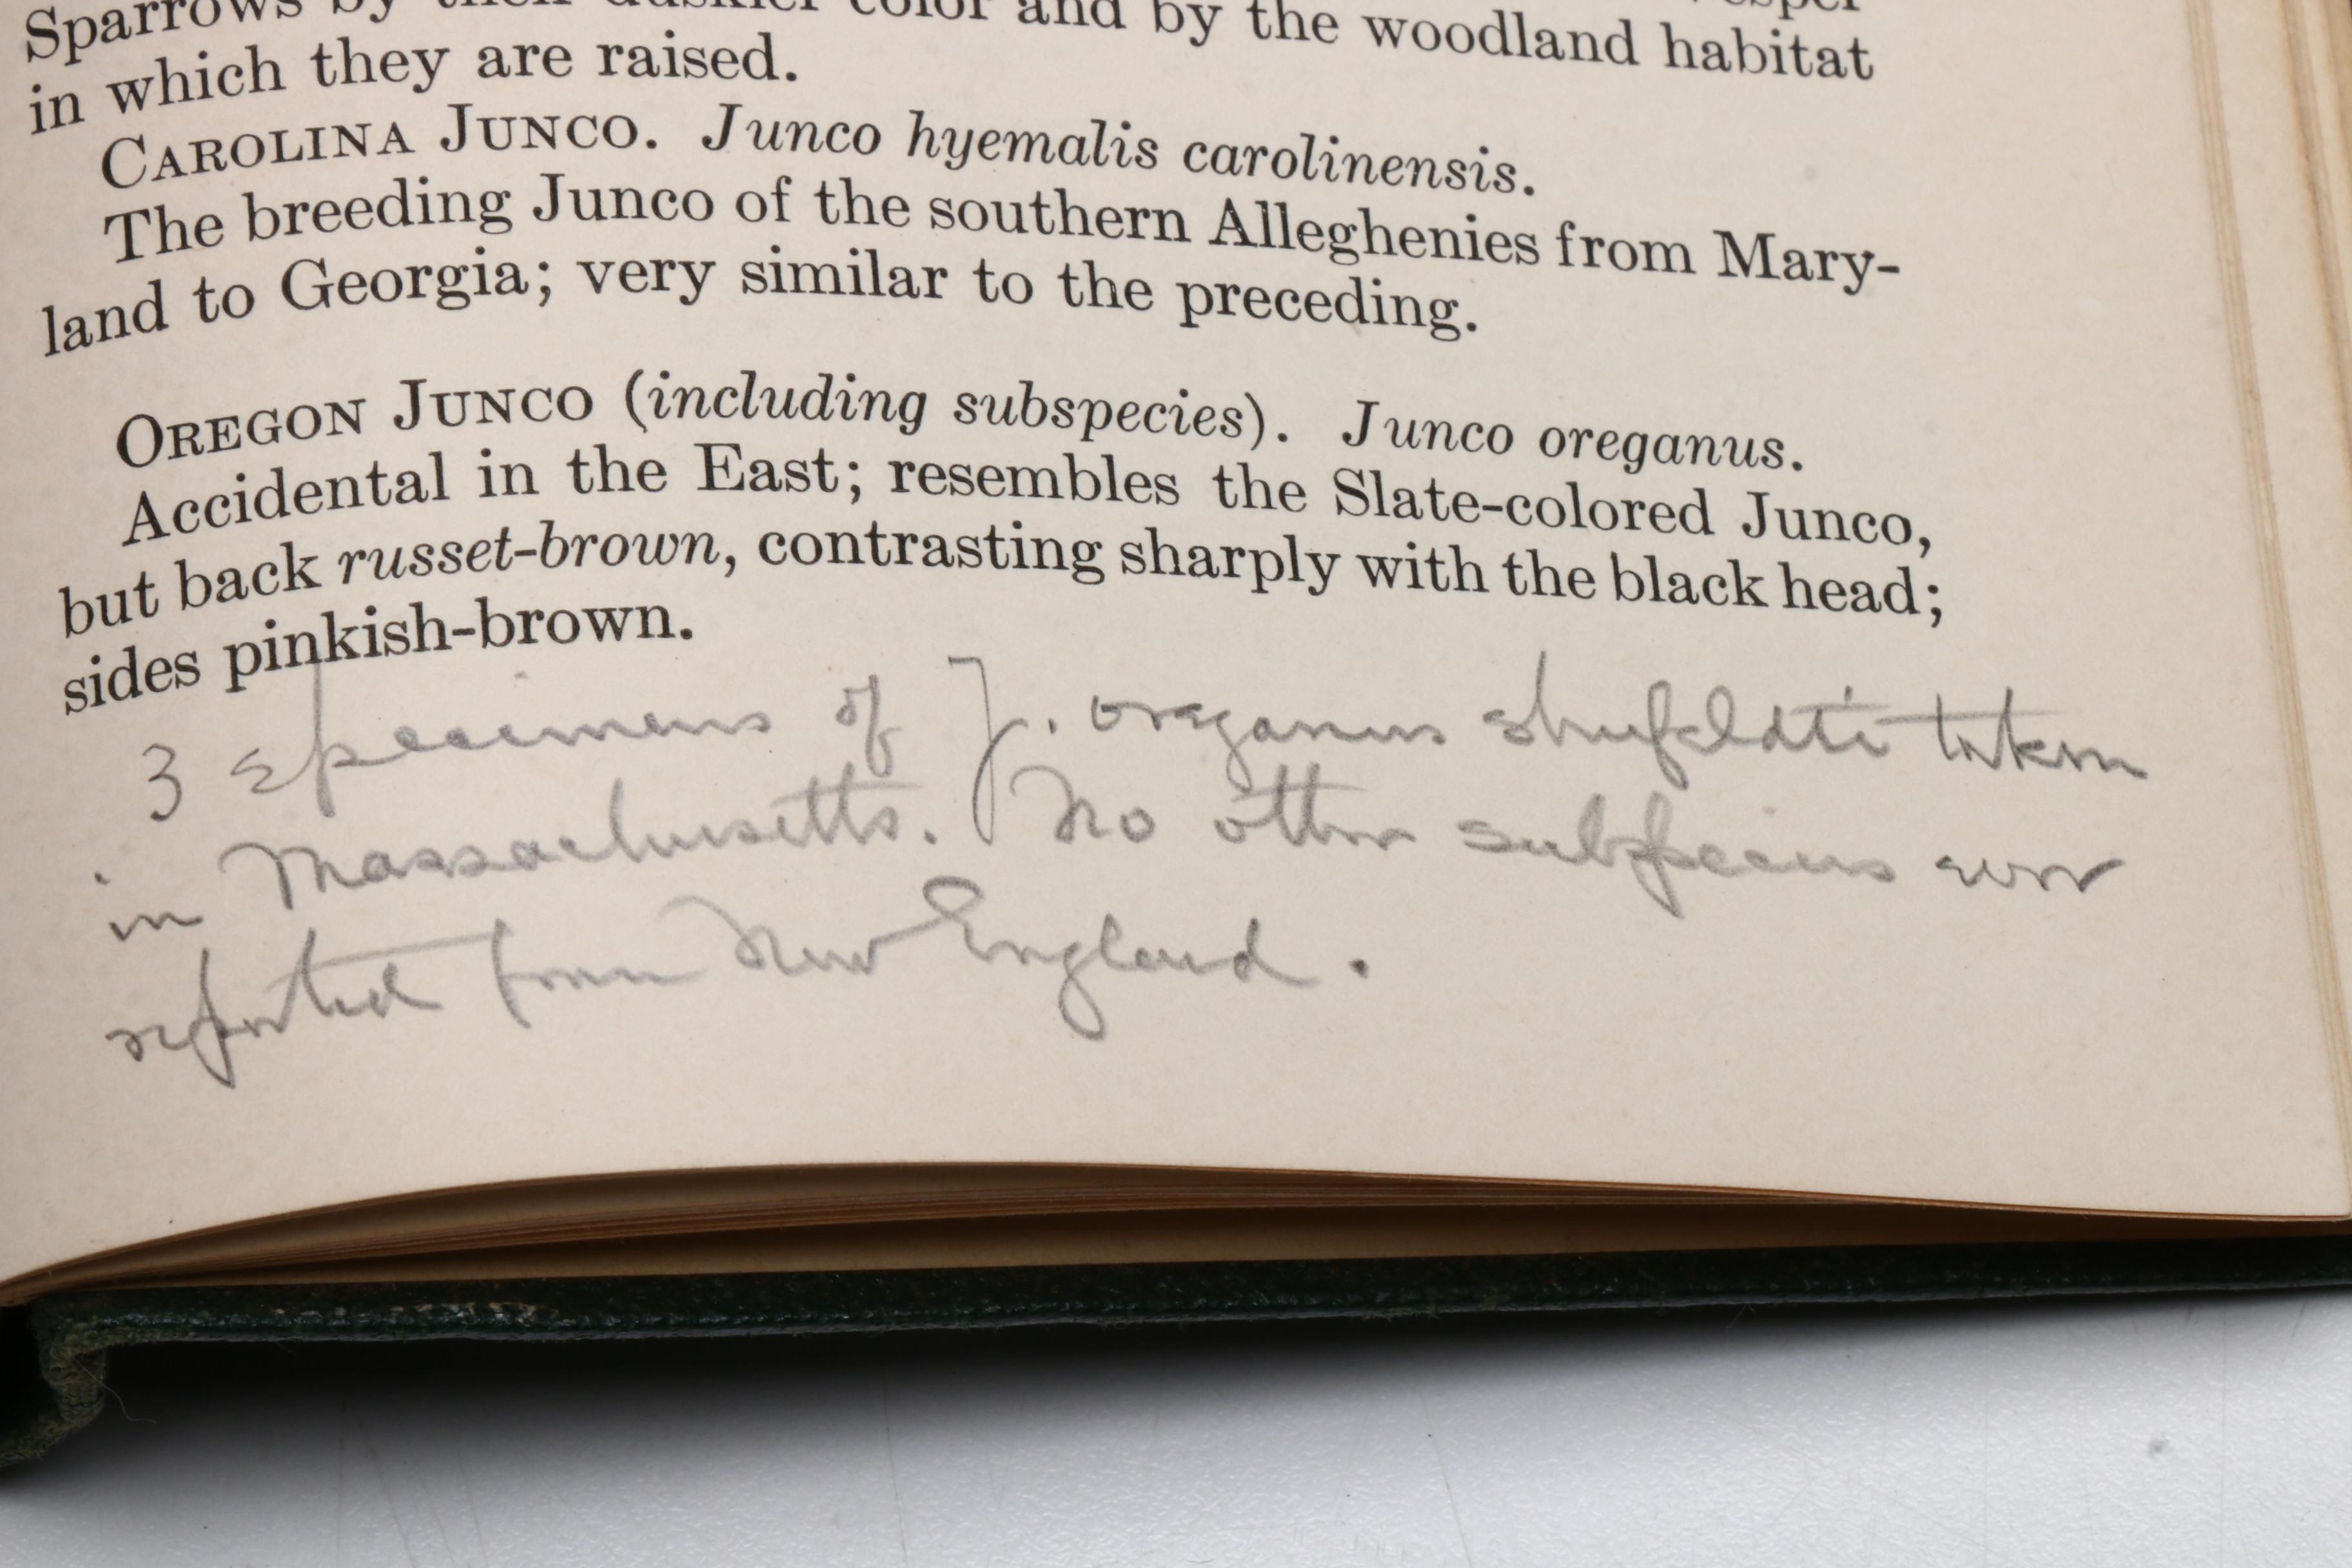 Sparrows by their duskier color and by the woodland habitat
in which they are raised.
CAROLINA JUNCO. Junco hyemalis carolinensis.
The breeding Junco of the southern Alleghenies from Mary-
land to Georgia; very similar to the preceding.
OREGON JUNCO (including subspecies). Junco oreganus.
Accidental in the East; resembles the Slate-colored Junco,
but back russet-brown, contrasting sharply with the black head;
sides pinkish-brown.
3 specimens of J. oreganus shufeldti taken
in Massachusetts. No other subspecies ever
reported from New England.